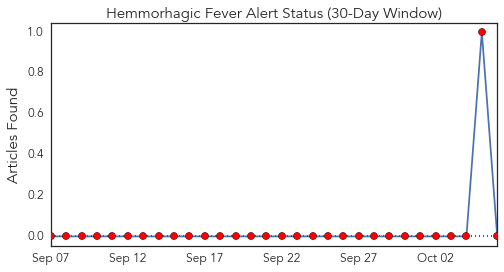 Hemmorhagic Fever Alert Status (30-Day Window)
Articles Found
1.0
0.8
0.6
0.4
0.2
0.0
Sep 07 Sep 12 Sep 17 Sep 22 Sep 27 Oct 02